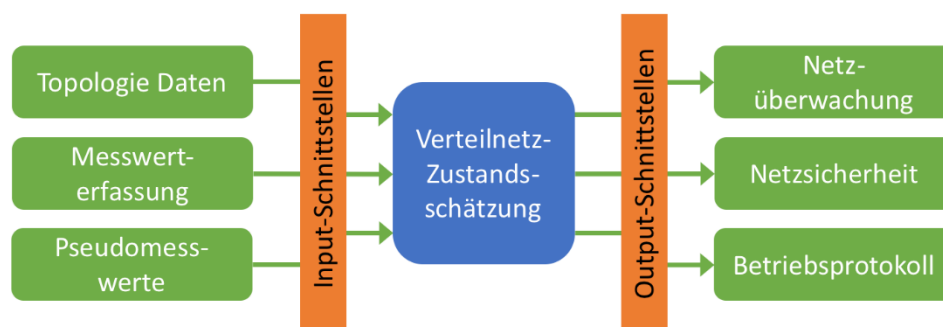 Topologie Daten
Messwert-
erfassung
Pseudomess-
werte
Input-Schnittstellen
Verteilnetz-
Zustands-
schätzung
Output-Schnittstellen
Netz-
überwachung
Netzsicherheit
Betriebsprotokoll